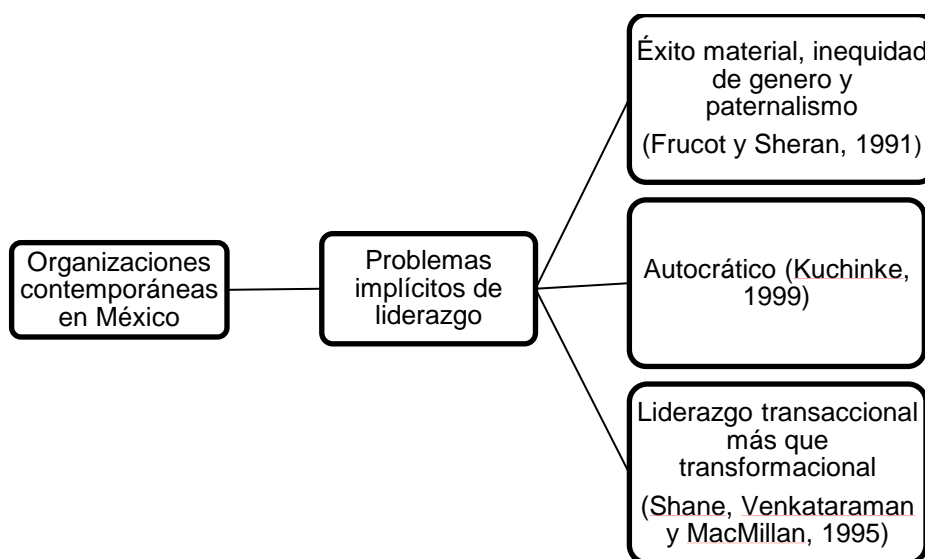 Organizaciones
contemporáneas
en México
Problemas
implícitos de
liderazgo
Éxito material, inequidad
de genero y
paternalismo
(Frucot y Sheran, 1991)
Autocrático (Kuchinke,
1999)
Liderazgo transaccional
más que
transformacional
(Shane, Venkataraman
y MacMillan, 1995)